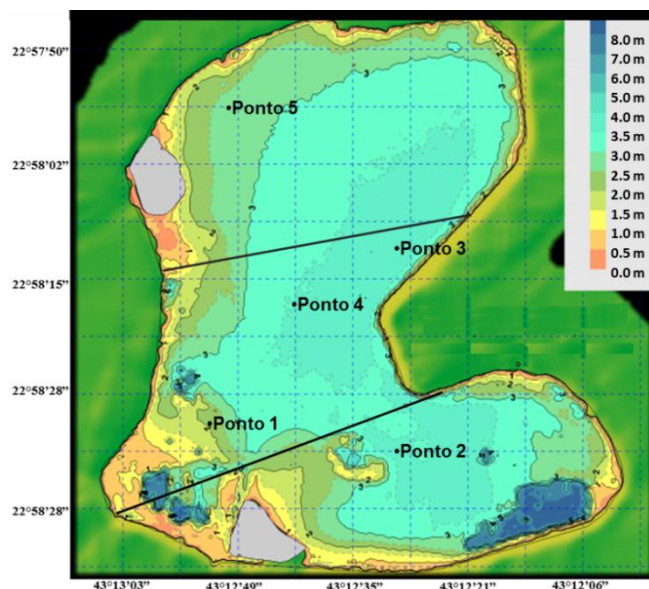 22°57'50"
22°58'02"
22°58'15"
22°58'28"
22°58'28"
43°13'03"
43°12'49"
43°12'35"
43°12'21"
43°12'06"
Ponto 5
Ponto 3
Ponto 4
Ponto 1
Ponto 2
8.0 m
7.0 m
6.0 m
5.0 m
4.0 m
3.5 m
3.0 m
2.5 m
2.0 m
1.5 m
1.0 m
0.5 m
0.0 m